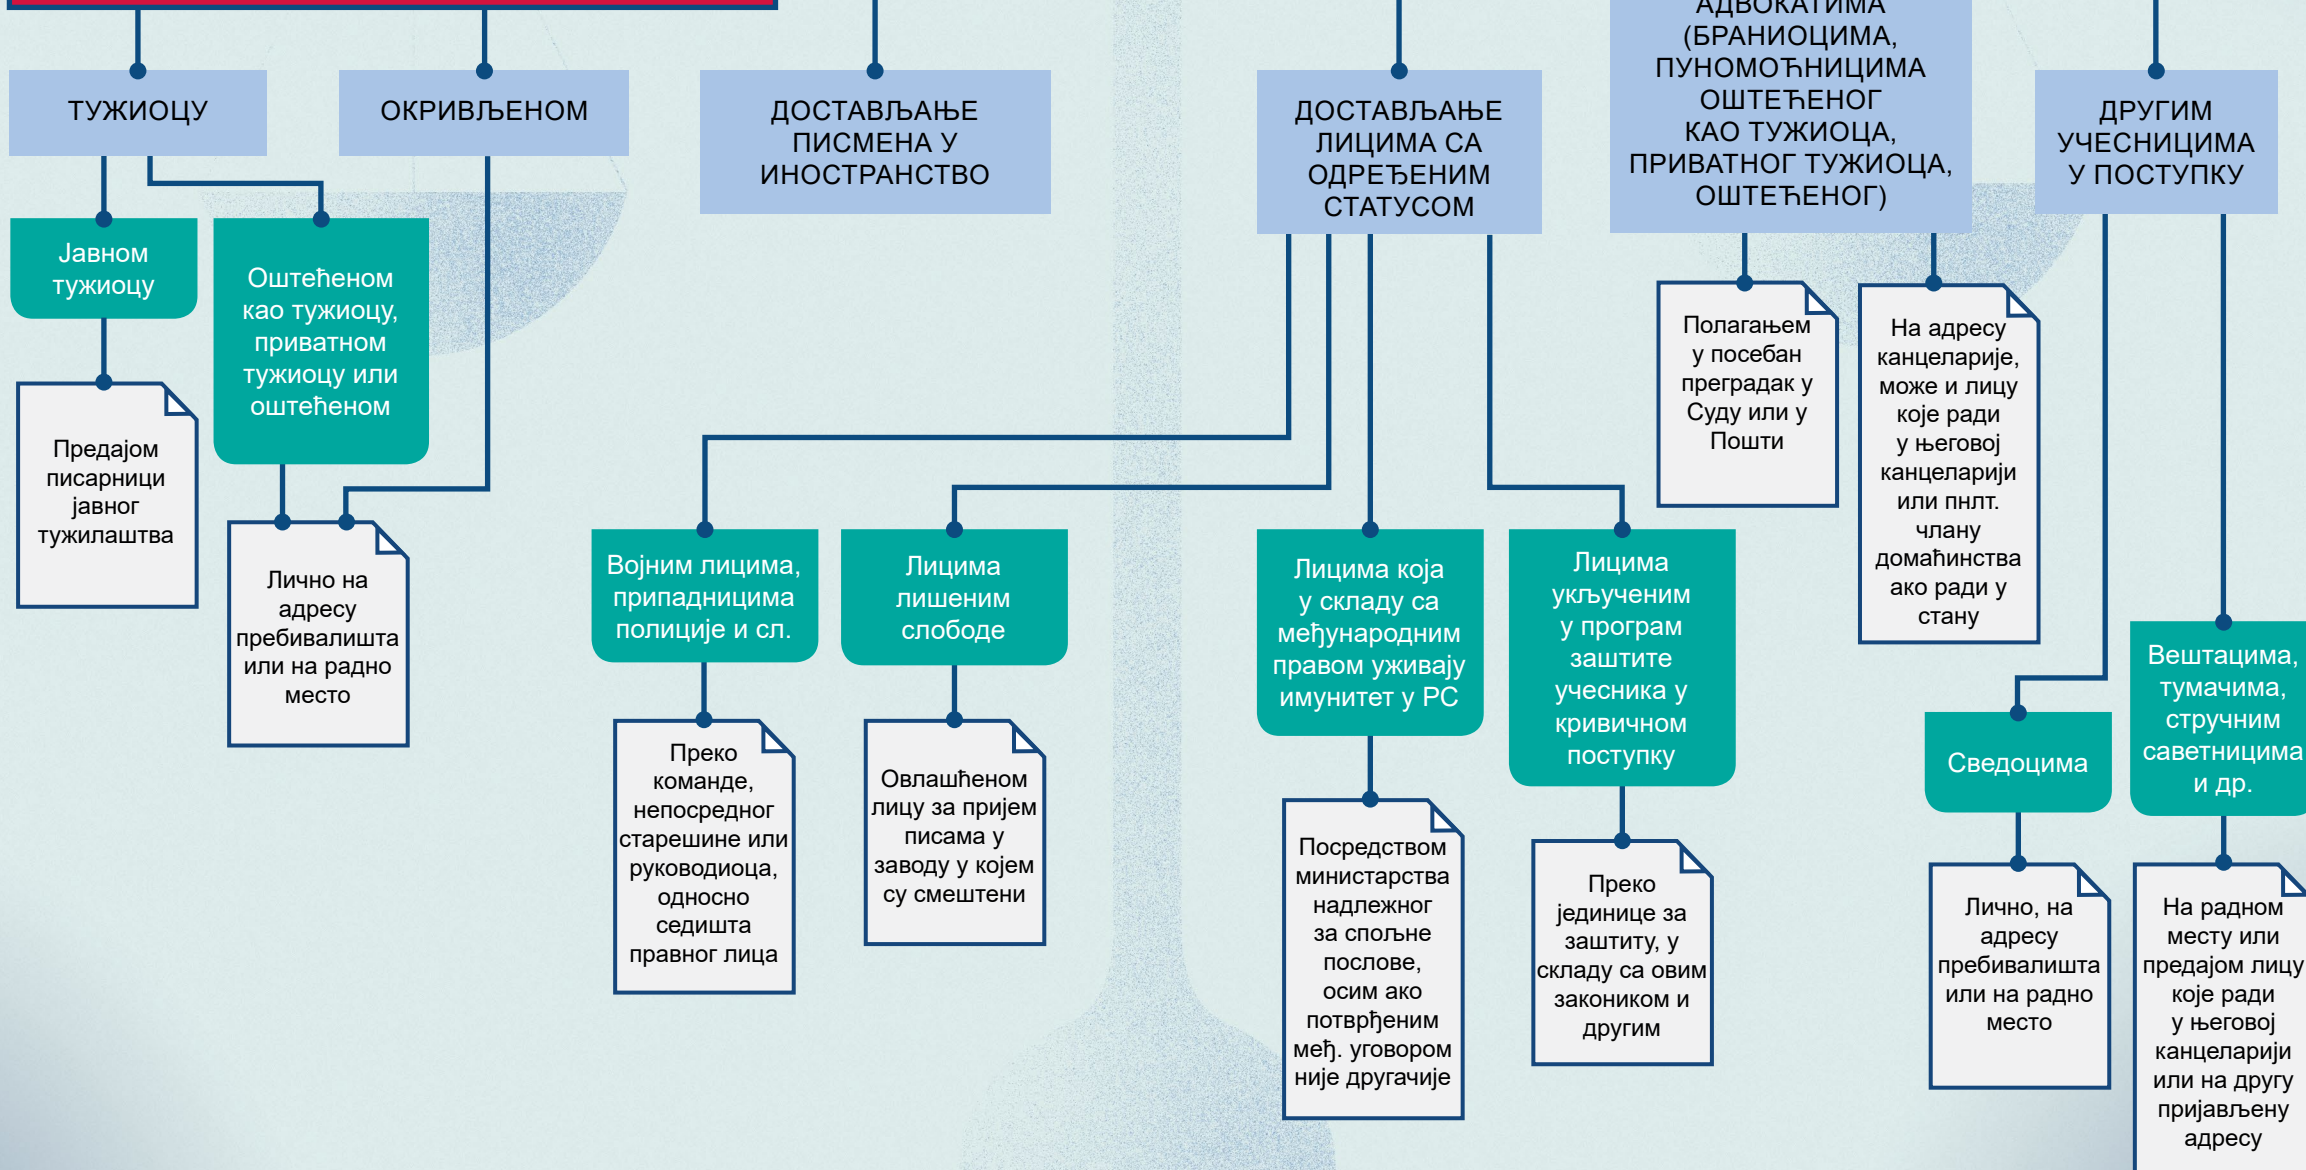 ТУЖИОЦУ
ОКРИВЉЕНОМ
ДОСТАВЉАЊЕ
ПИСМЕНА У
ИНОСТРАНСТВО
ДОСТАВЉАЊЕ
ЛИЦИМА СА
ОДРЕЂЕНИМ
СТАТУСОМ
АДВОКАТИМА
(БРАНИОЦИМА,
ПУНОМОЋНИЦИМА
ОШТЕЋЕНОГ
КАО ТУЖИОЦА,
ПРИВАТНОГ ТУЖИОЦА,
ОШТЕЋЕНОГ)
ДРУГИМ
УЧЕСНИЦИМА
У ПОСТУПКУ
Јавном
тужиоцу
Оштећеном
као тужиоцу,
приватном
тужиоцу или
оштећеном
Предајом
писарници
јавног
тужилаштва
Лично на
адресу
пребивалишта
или на радно
место
Војним лицима,
припадницима
полиције и сл.
Лицима
лишеним
слободе
Лицима која
у складу са
међународним
правом уживају
имунитет у РС
Лицима
укљученим
у програм
заштите
учесника у
кривичном
поступку
Преко
команде,
непосредног
старешине или
руководиоца,
односно
седишта
правног лица
Овлашћеном
лицу за пријем
писама у
заводу у којем
су смештени
Посредством
министарства
надлежног
за спољне
послове,
осим ако
потврђеним
међ. уговором
није другачије
Преко
јединице за
заштиту, у
складу са овим
закоником и
другим
Полагањем
у посебан
преградак у
Суду или у
Пошти
На адресу
канцеларије,
може и лицу
које ради
у његовој
канцеларији
или пнлт.
члану
домаћинства
ако ради у
стану
Сведоцима
Вештацима,
тумачима,
стручним
саветницима
и др.
Лично, на
адресу
пребивалишта
или на радно
место
На радном
месту или
предајом лицу
које ради
у његовој
канцеларији
или на другу
пријављену
адресу